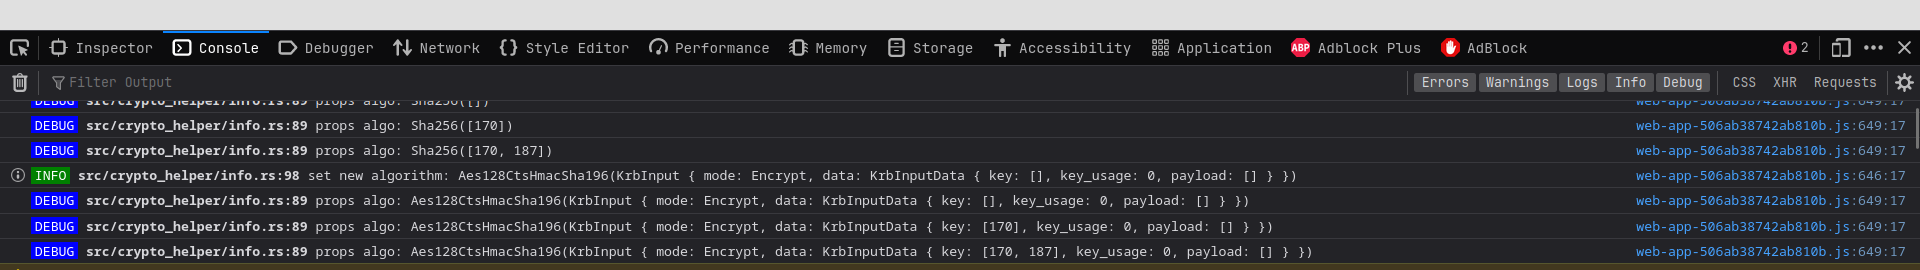 Inspector Console Debugger Network Style Editor Performance Memory Storage Accessibility Application ABP Adblock Plus AdBlock 2
Filter Output Errors Warnings Logs Info Debug CSS XHR Requests
DEBUG src/crypto_helper/info.rs:89 props algo: Sha256([]) web-app-506ab38742ab810b.js:649:17
DEBUG src/crypto_helper/info.rs:89 props algo: Sha256([170]) web-app-506ab38742ab810b.js:649:17
DEBUG src/crypto_helper/info.rs:89 props algo: Sha256([170, 187]) web-app-506ab38742ab810b.js:649:17
INFO src/crypto_helper/info.rs:98 set new algorithm: Aes128CtsHmacSha196(KrbInput { mode: Encrypt, data: KrbInputData { key: [], key_usage: 0, payload: [] } }) web-app-506ab38742ab810b.js:646:17
DEBUG src/crypto_helper/info.rs:89 props algo: Aes128CtsHmacSha196(KrbInput { mode: Encrypt, data: KrbInputData { key: [], key_usage: 0, payload: [] } }) web-app-506ab38742ab810b.js:649:17
DEBUG src/crypto_helper/info.rs:89 props algo: Aes128CtsHmacSha196(KrbInput { mode: Encrypt, data: KrbInputData { key: [170], key_usage: 0, payload: [] } }) web-app-506ab38742ab810b.js:649:17
DEBUG src/crypto_helper/info.rs:89 props algo: Aes128CtsHmacSha196(KrbInput { mode: Encrypt, data: KrbInputData { key: [170, 187], key_usage: 0, payload: [] } }) web-app-506ab38742ab810b.js:649:17